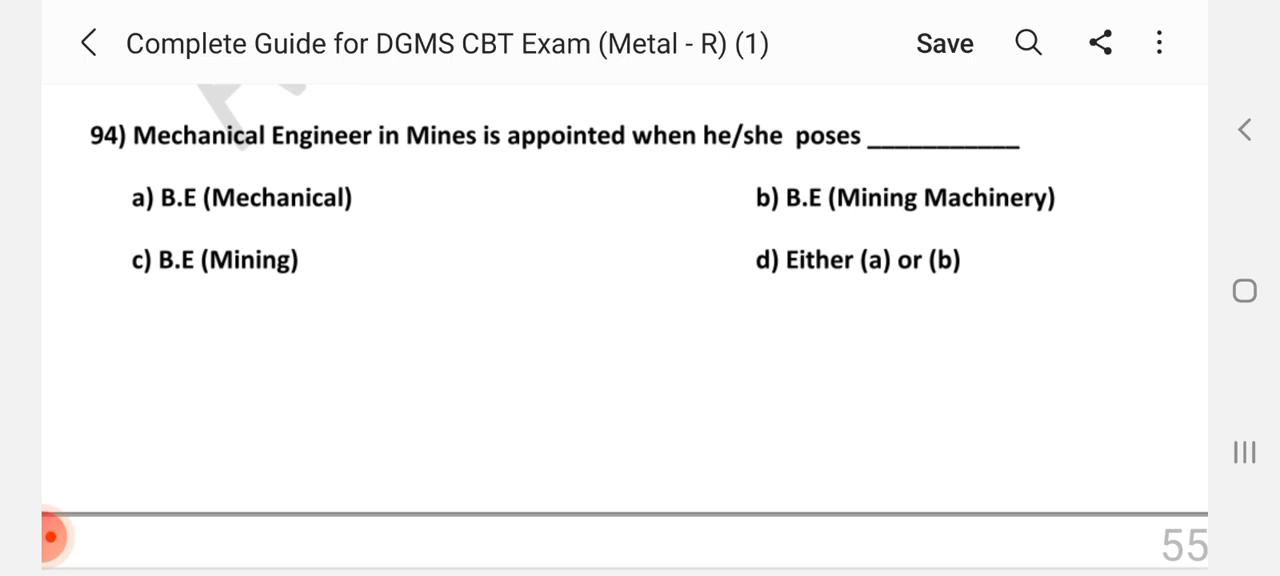 Complete Guide for DGMS CBT Exam (Metal - R) (1) Save
94) Mechanical Engineer in Mines is appointed when he/she poses ___________
a) B.E (Mechanical) b) B.E (Mining Machinery)
c) B.E (Mining) d) Either (a) or (b)
55